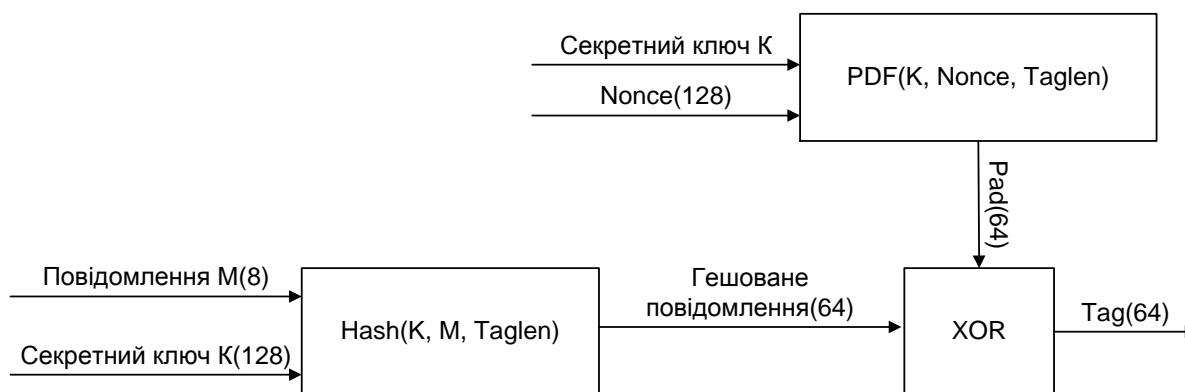 Секретний ключ К
Nonce(128)
PDF(K, Nonce, Taglen)
Pad(64)
Повідомлення М(8)
Секретний ключ К(128)
Hash(K, M, Taglen)
Гешоване
повідомлення(64)
XOR
Tag(64)